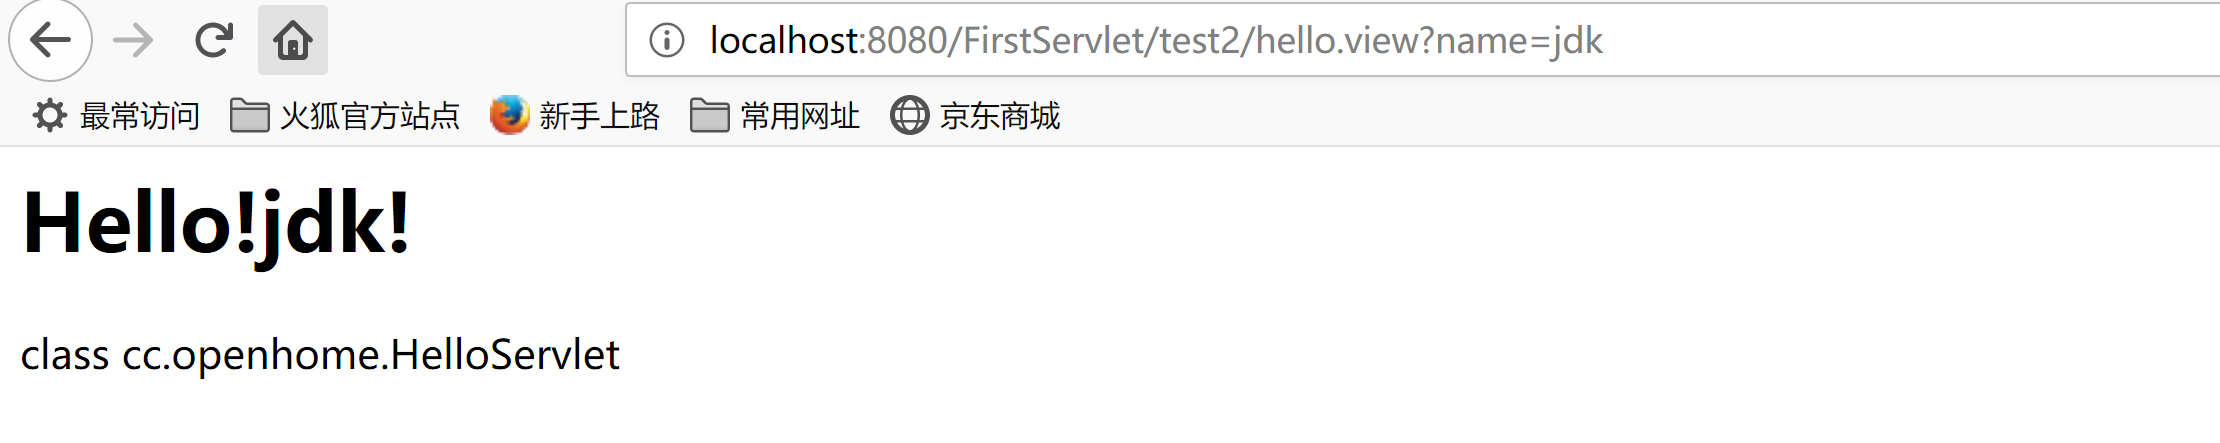 localhost:8080/FirstServlet/test2/hello.view?name=jdk
最常访问 火狐官方站点 新手上路 常用网址 京东商城
Hello!jdk!
class cc.openhome.HelloServlet